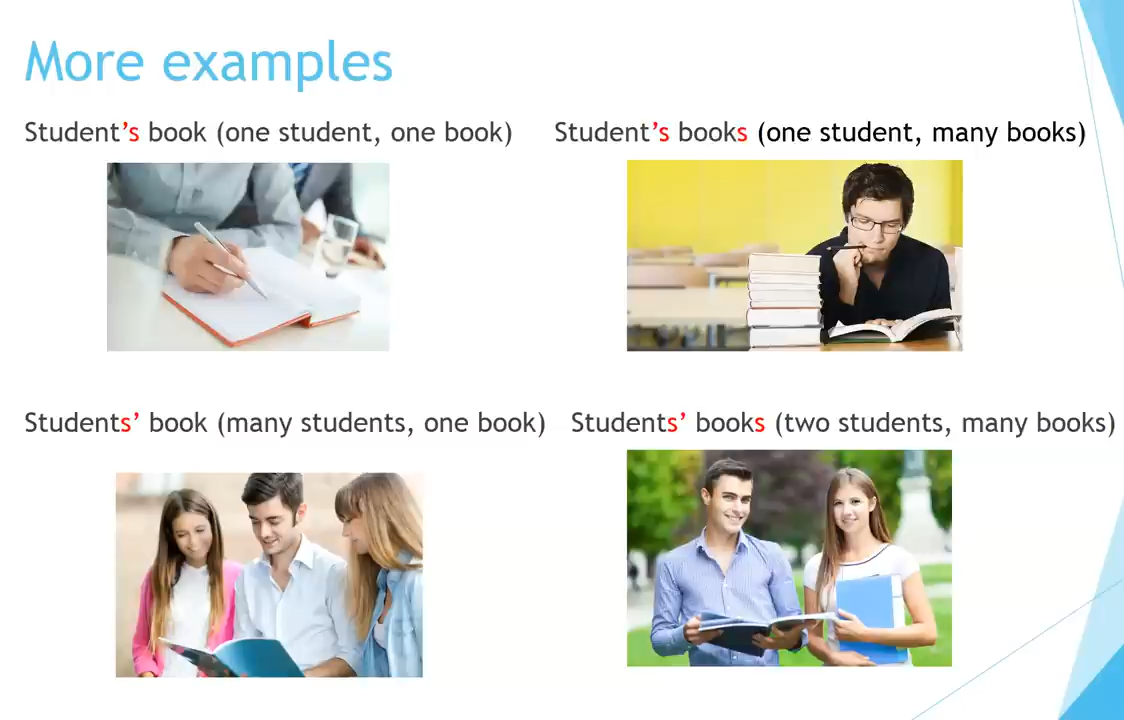 More examples
Student’s book (one student, one book)
Student’s books (one student, many books)
Students’ book (many students, one book)
Students’ books (two students, many books)